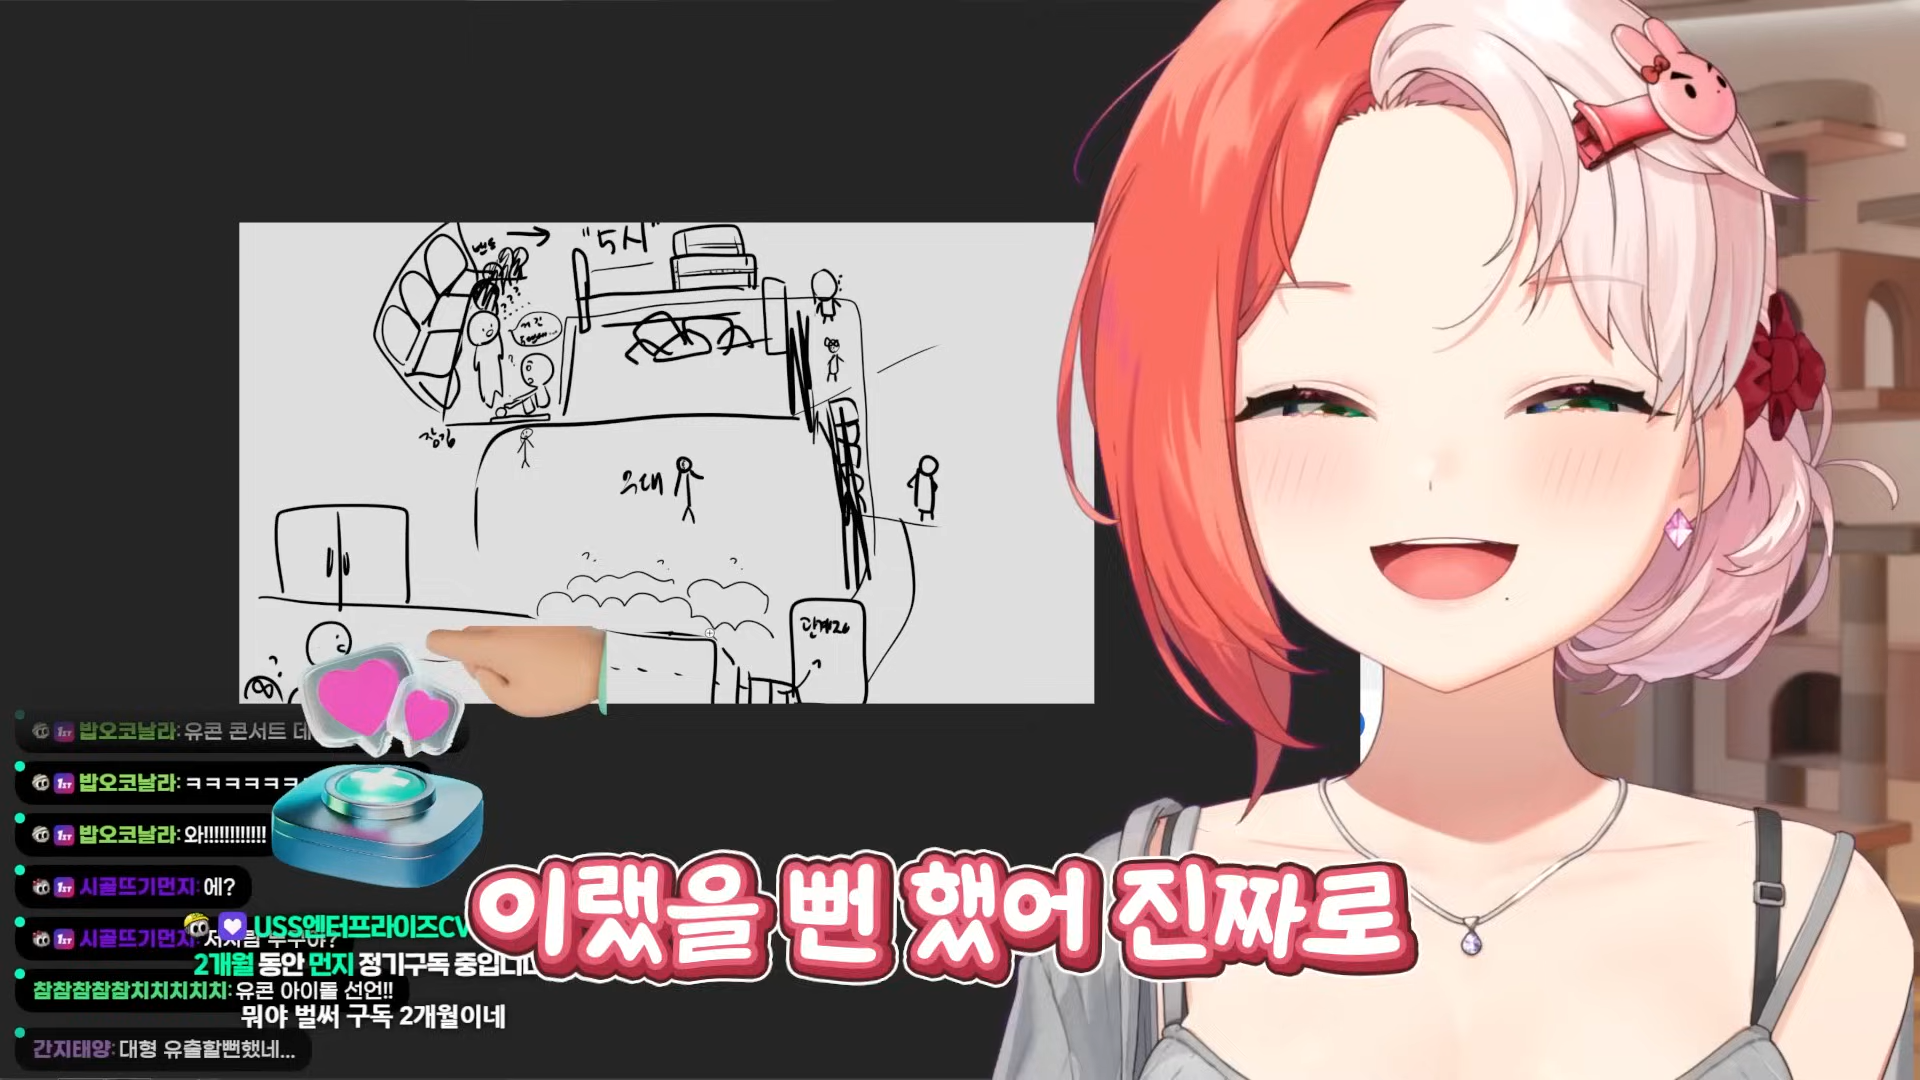 "5시"
무대
관계자
밥오코날라: 유콘 콘서트 데
밥오코날라: ㅋㅋㅋㅋㅋㅋ
밥오코날라: 와!!!!!!!!!!!!
시골뜨기먼지: 에?
시골뜨기먼지:
USS엔터프라이즈CV
2개월 동안 먼지 정기구독 중입니다
참참참참참치치치치치: 유콘 아이돌 선언!!
뭐야 벌써 구독 2개월이네
간지태양: 대형 유출할뻔했네...
이랬을 뻔 했어 진짜로